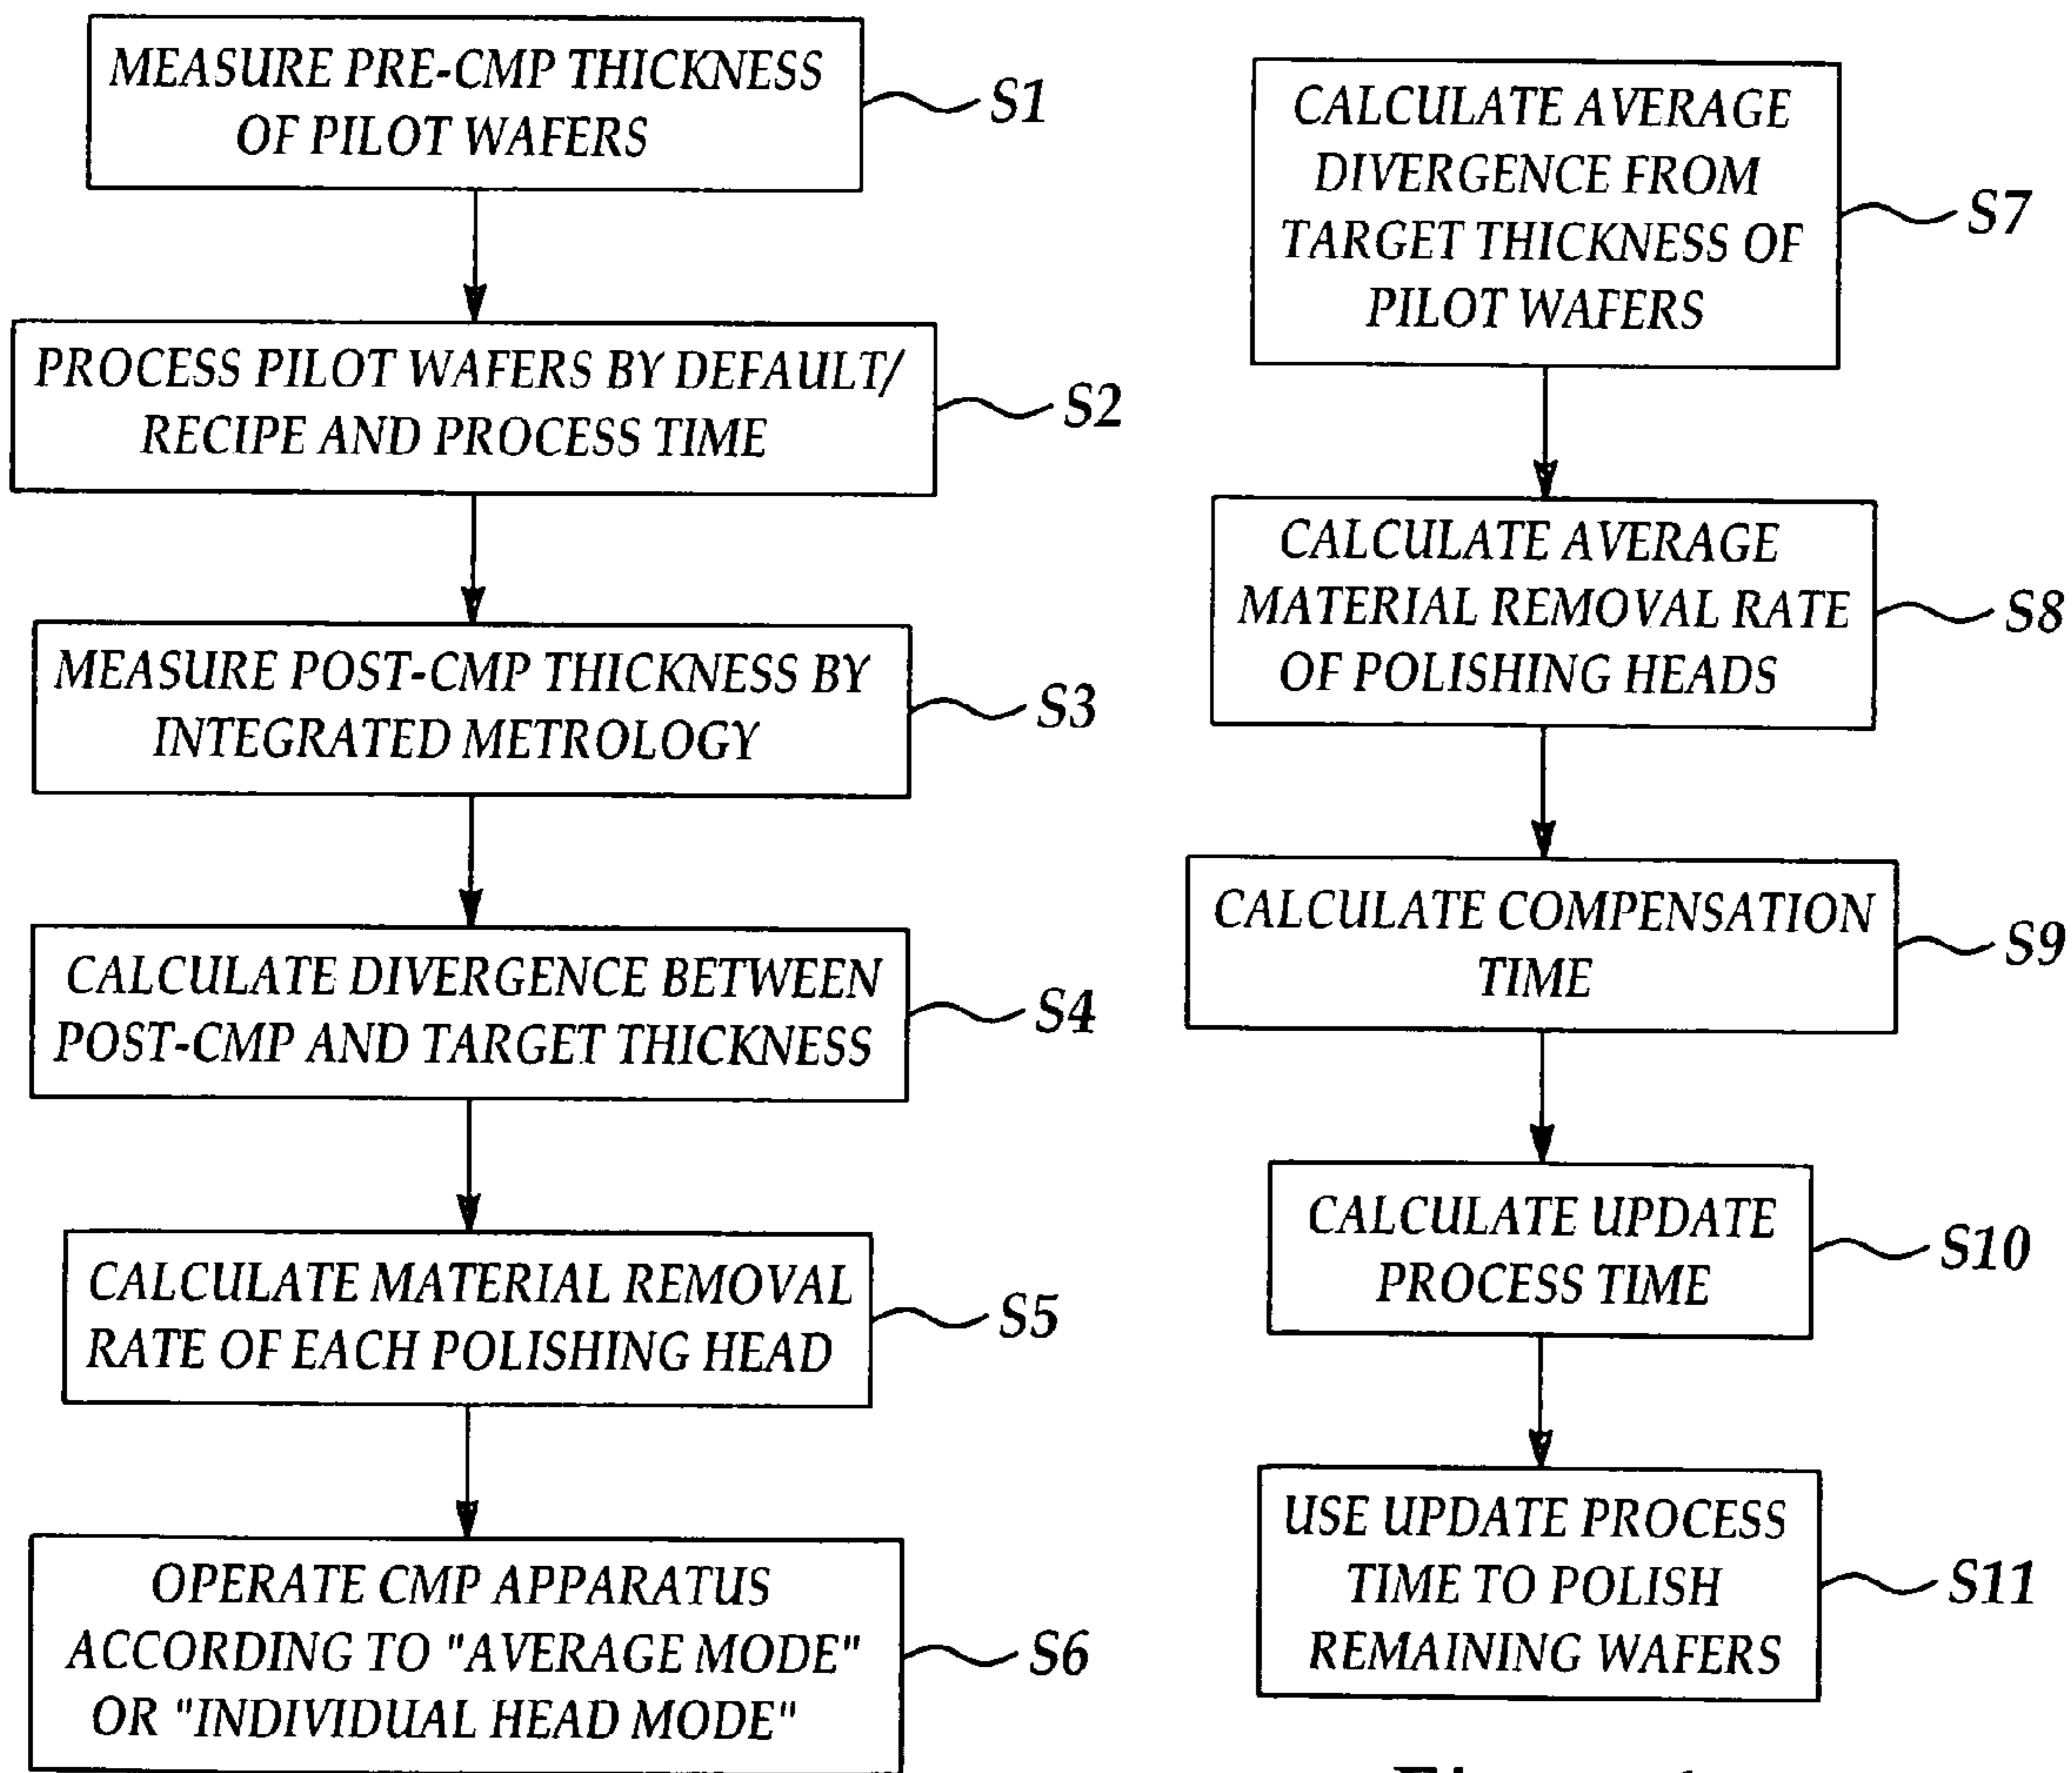 MEASURE PRE-CMP THICKNESS
OF PILOT WAFERS
S1
PROCESS PILOT WAFERS BY DEFAULT/
RECIPE AND PROCESS TIME
S2
MEASURE POST-CMP THICKNESS BY
INTEGRATED METROLOGY
S3
CALCULATE DIVERGENCE BETWEEN
POST-CMP AND TARGET THICKNESS
S4
CALCULATE MATERIAL REMOVAL
RATE OF EACH POLISHING HEAD
S5
OPERATE CMP APPARATUS
ACCORDING TO "AVERAGE MODE"
OR "INDIVIDUAL HEAD MODE"
S6
CALCULATE AVERAGE
DIVERGENCE FROM
TARGET THICKNESS OF
PILOT WAFERS
S7
CALCULATE AVERAGE
MATERIAL REMOVAL RATE
OF POLISHING HEADS
S8
CALCULATE COMPENSATION
TIME
S9
CALCULATE UPDATE
PROCESS TIME
S10
USE UPDATE PROCESS
TIME TO POLISH
REMAINING WAFERS
S11